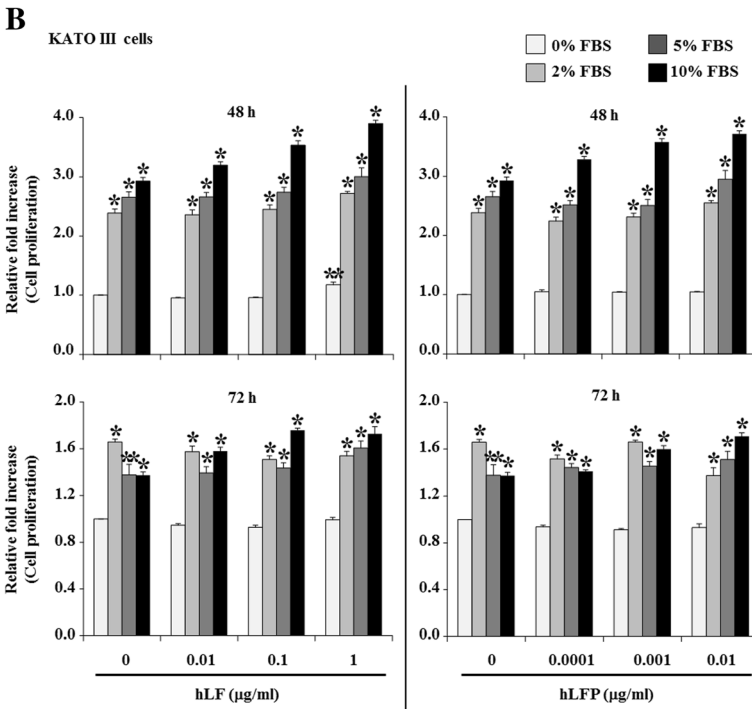 B
KATO III cells
0% FBS
5% FBS
2% FBS
10% FBS
48 h
48 h
Relative fold increase
(Cell proliferation)
4.0
3.0
2.0
1.0
0.0
** * * * * * * * * * * * *
4.0
3.0
2.0
1.0
0.0
* * * * * * * * * * * *
72 h
72 h
Relative fold increase
(Cell proliferation)
2.0
1.6
1.2
0.8
0.4
0.0
* ** * * * * * * * * * *
2.0
1.6
1.2
0.8
0.4
0.0
* ** * * * * * * * * * *
0 0.01 0.1 1
hLF (µg/ml)
0 0.0001 0.001 0.01
hLFP (µg/ml)